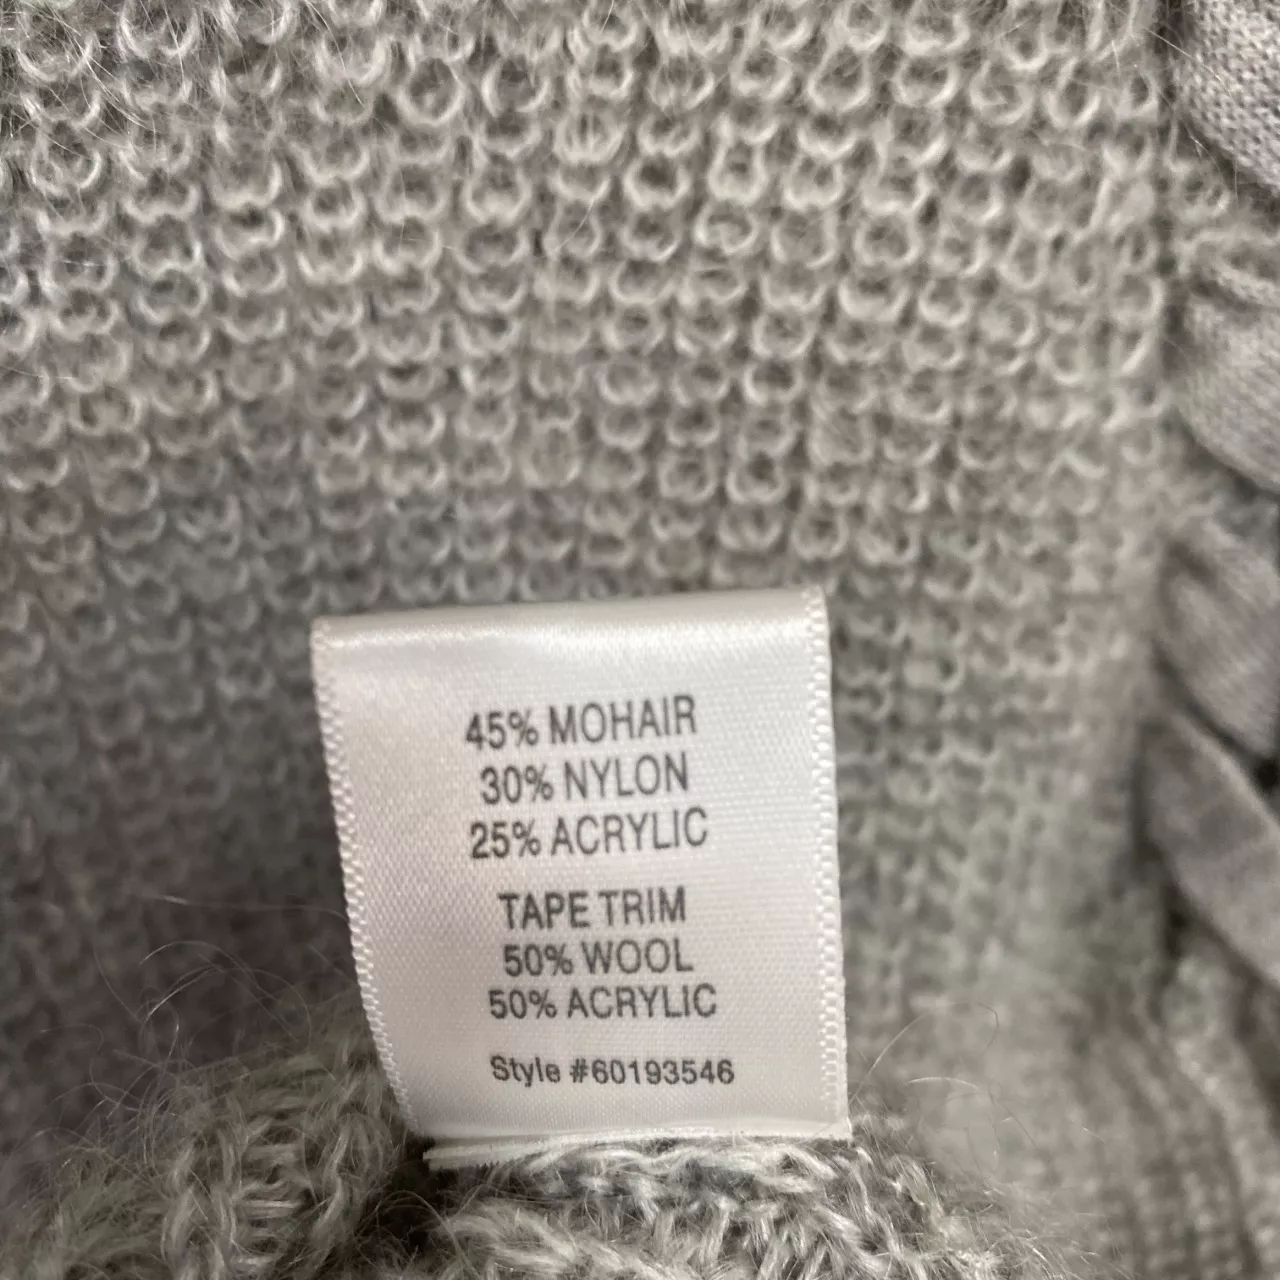 45% MOHAIR
30% NYLON
25% ACRYLIC
TAPE TRIM
50% WOOL
50% ACRYLIC
Style #60193546